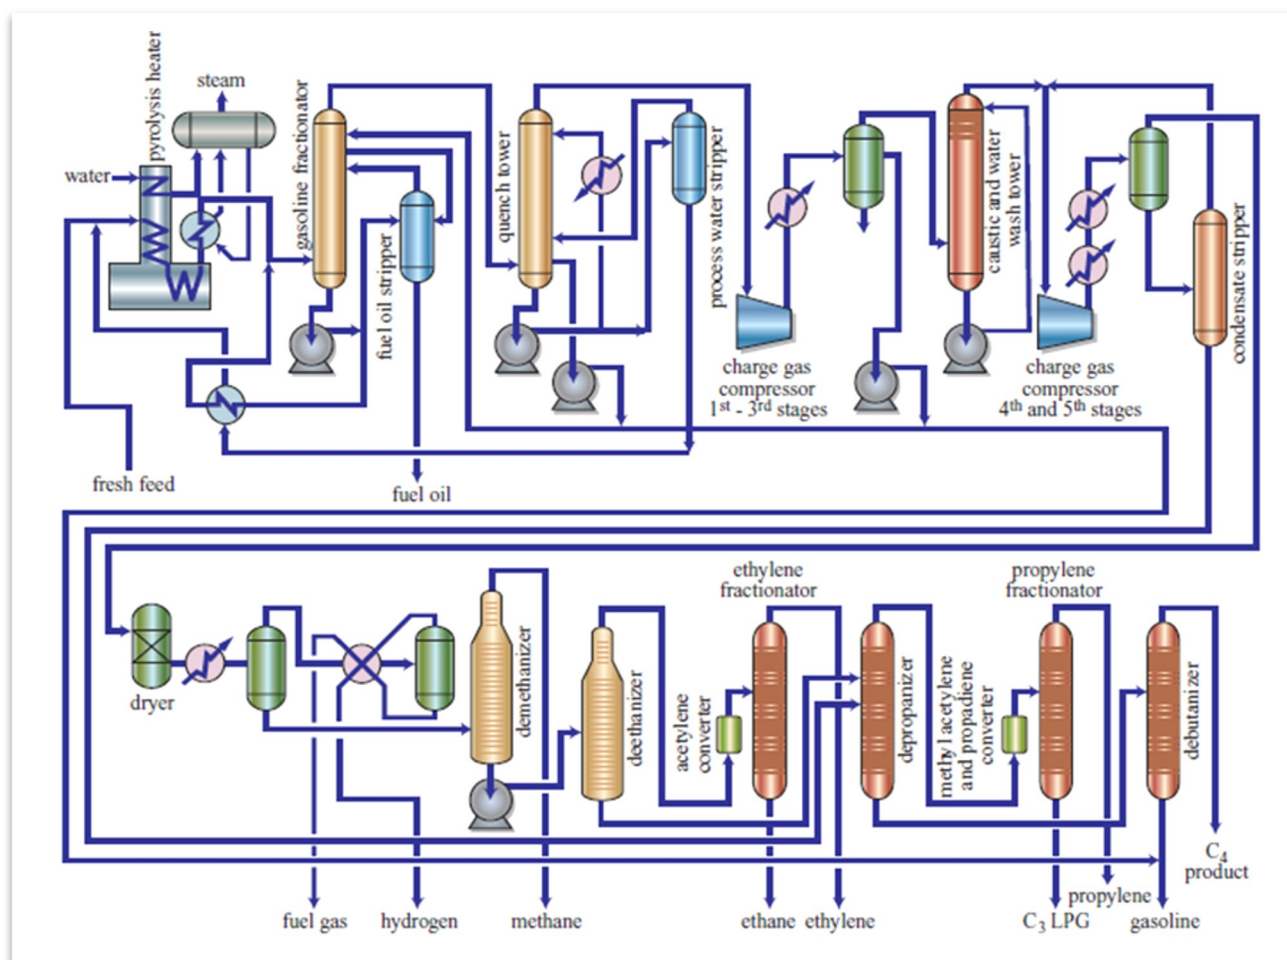 pyrolysis heater
steam
water
gasoline fractionator
fuel oil stripper
quench tower
process water stripper
caustic and water
wash tower
condensate stripper
charge gas
compressor
1st - 3rd stages
charge gas
compressor
4th and 5th stages
fresh feed
fuel oil
dryer
demethanizer
deethanizer
acetylene
converter
ethylene
fractionator
depropanizer
methyl acetylene
and propadiene
converter
propylene
fractionator
debutanizer
C4
product
propylene
fuel gas
hydrogen
methane
ethane
ethylene
C3 LPG
gasoline